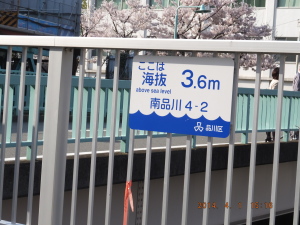 ここは
海抜 3.6m
above sea level
南品川 4-2
品川区